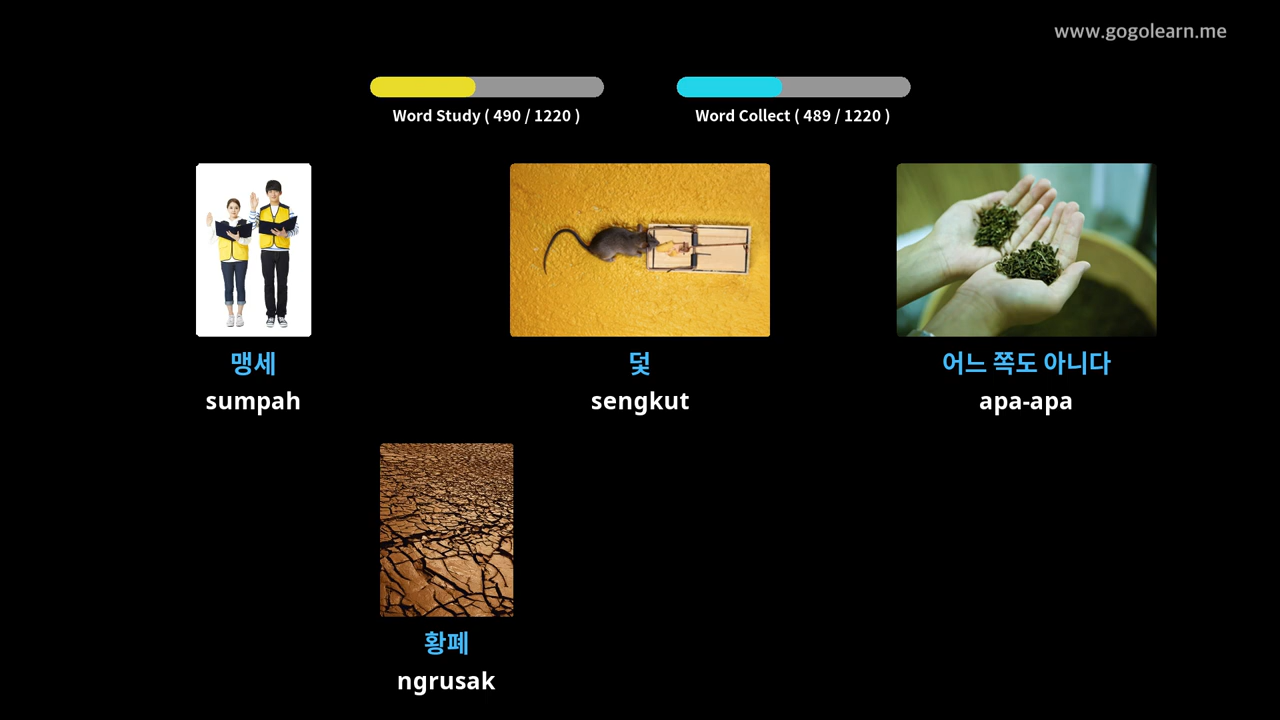 www.gogolearn.me
Word Study ( 490 / 1220 )
Word Collect ( 489 / 1220 )
맹세
sumpah
덫
sengkut
어느 쪽도 아니다
apa-apa
황폐
ngrusak